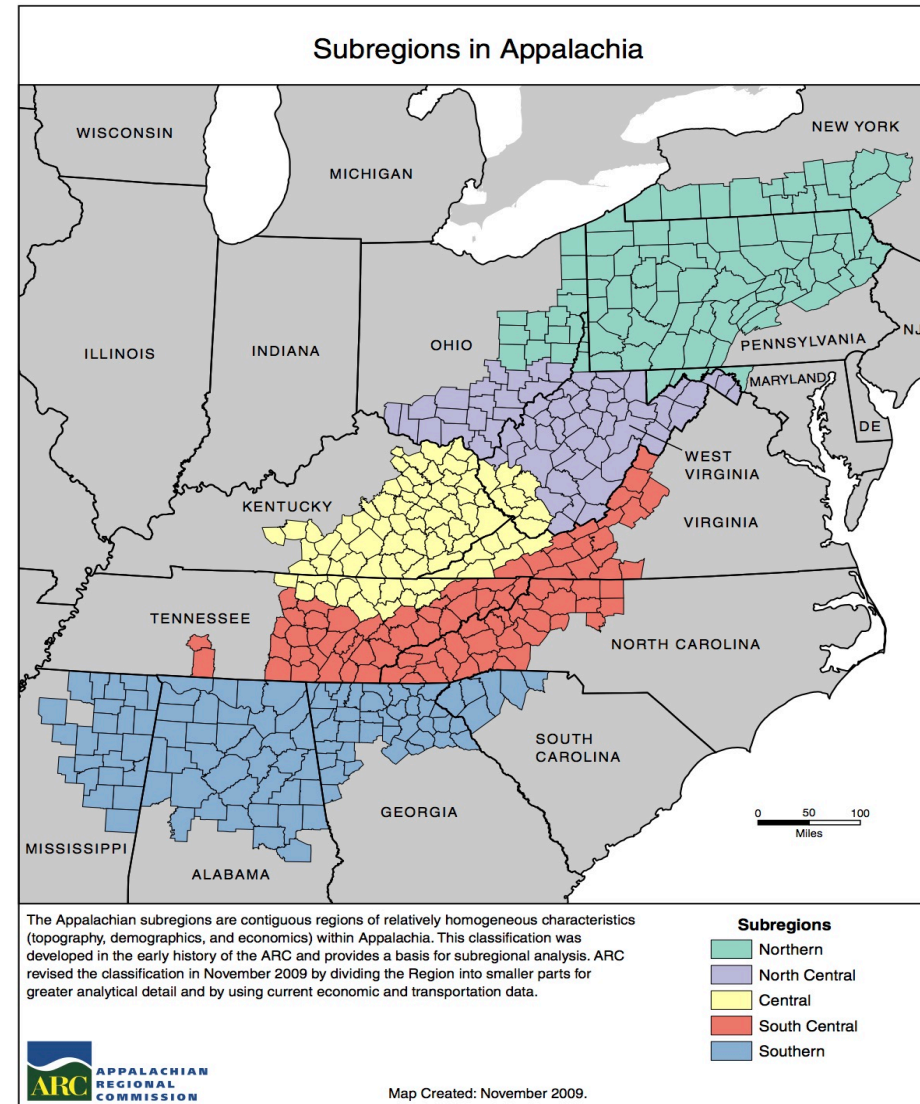 Subregions in Appalachia
WISCONSIN
MICHIGAN
NEW YORK
ILLINOIS
INDIANA
OHIO
PENNSYLVANIA
NJ
MARYLAND
DE
WEST
VIRGINIA
KENTUCKY
VIRGINIA
TENNESSEE
NORTH CAROLINA
SOUTH
CAROLINA
GEORGIA
MISSISSIPPI
ALABAMA
0 50 100
Miles
The Appalachian subregions are contiguous regions of relatively homogeneous characteristics
(topography, demographics, and economics) within Appalachia. This classification was
developed in the early history of the ARC and provides a basis for subregional analysis. ARC
revised the classification in November 2009 by dividing the Region into smaller parts for
greater analytical detail and by using current economic and transportation data.
Subregions
Northern
North Central
Central
South Central
Southern
ARC
APPALACHIAN
REGIONAL
COMMISSION
Map Created: November 2009.